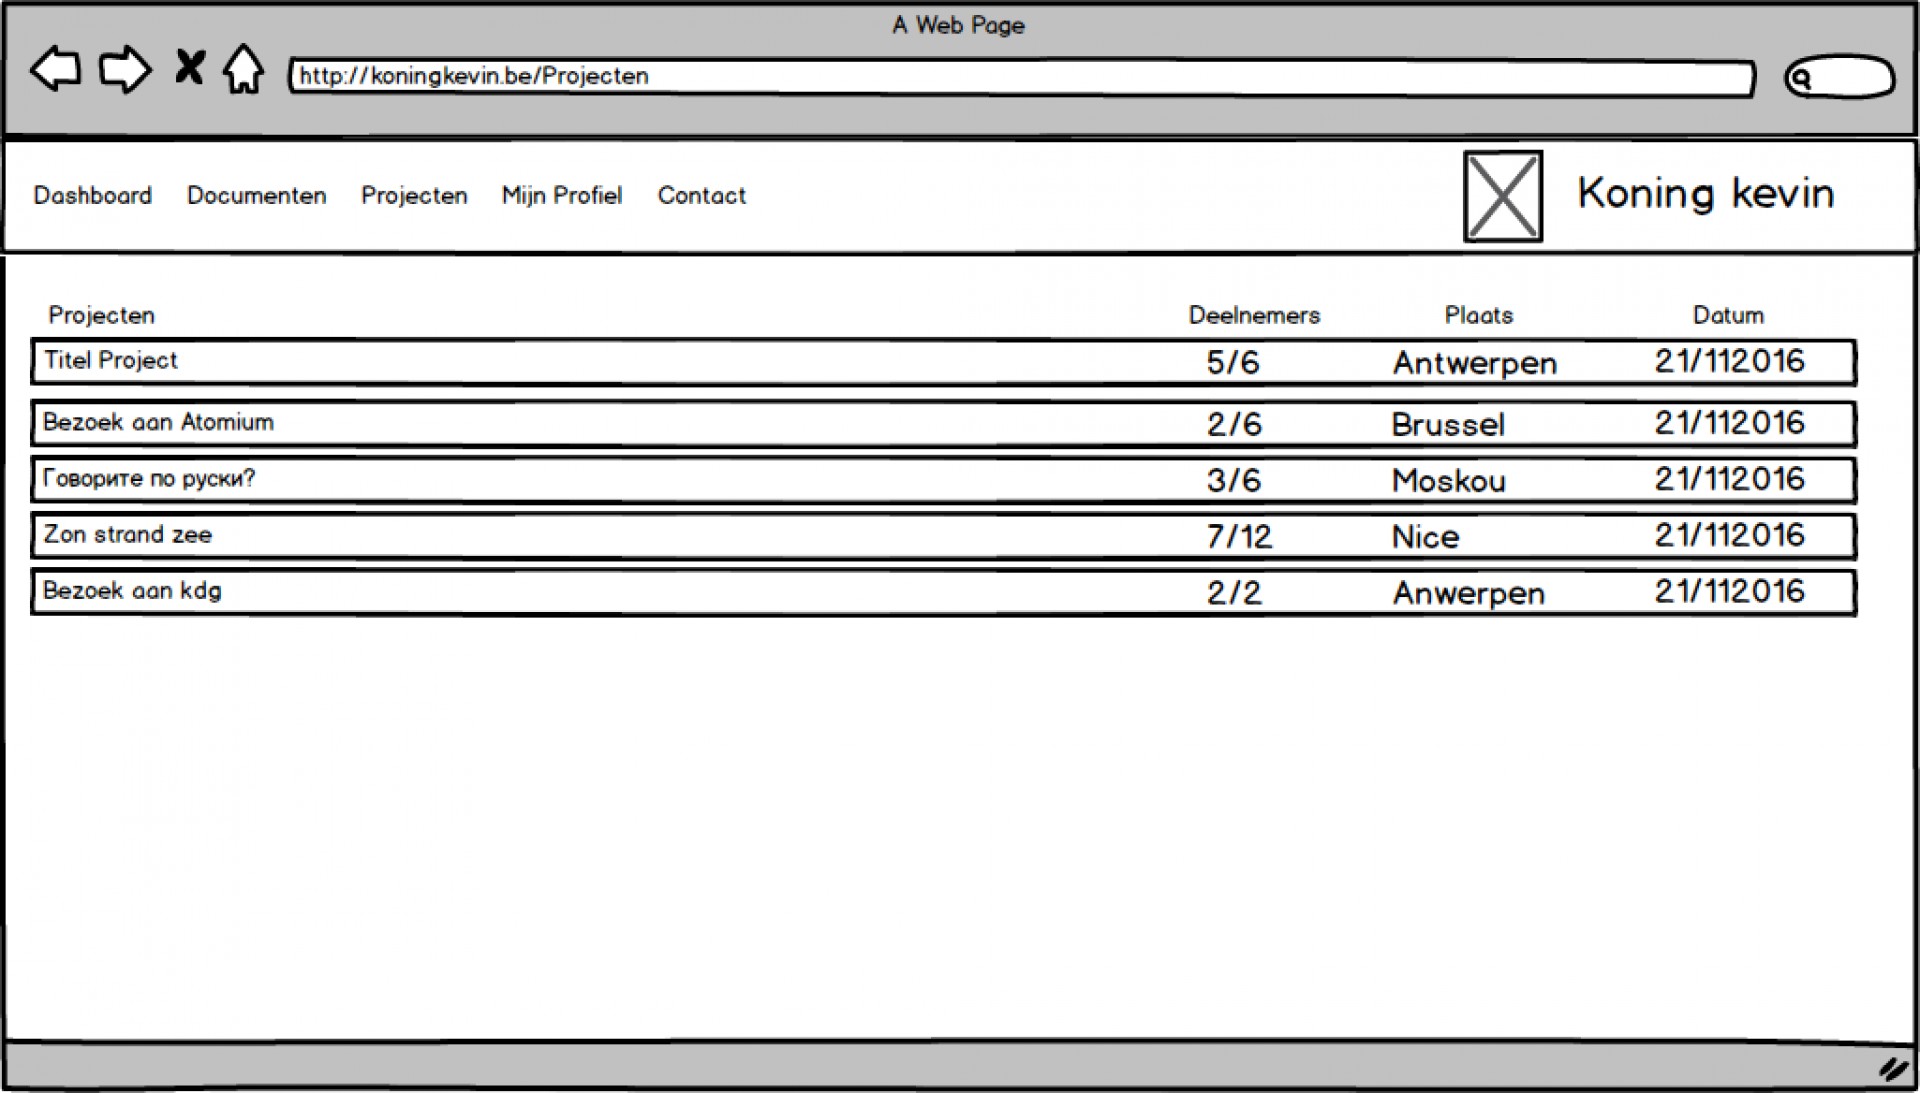 A Web Page
http://koningkevin.be/Projecten
Dashboard Documenten Projecten Mijn Profiel Contact Koning kevin
Projecten Deelnemers Plaats Datum
Titel Project 5/6 Antwerpen 21/112016
Bezoek aan Atomium 2/6 Brussel 21/112016
Говорите по руски? 3/6 Moskou 21/112016
Zon strand zee 7/12 Nice 21/112016
Bezoek aan kdg 2/2 Anwerpen 21/112016